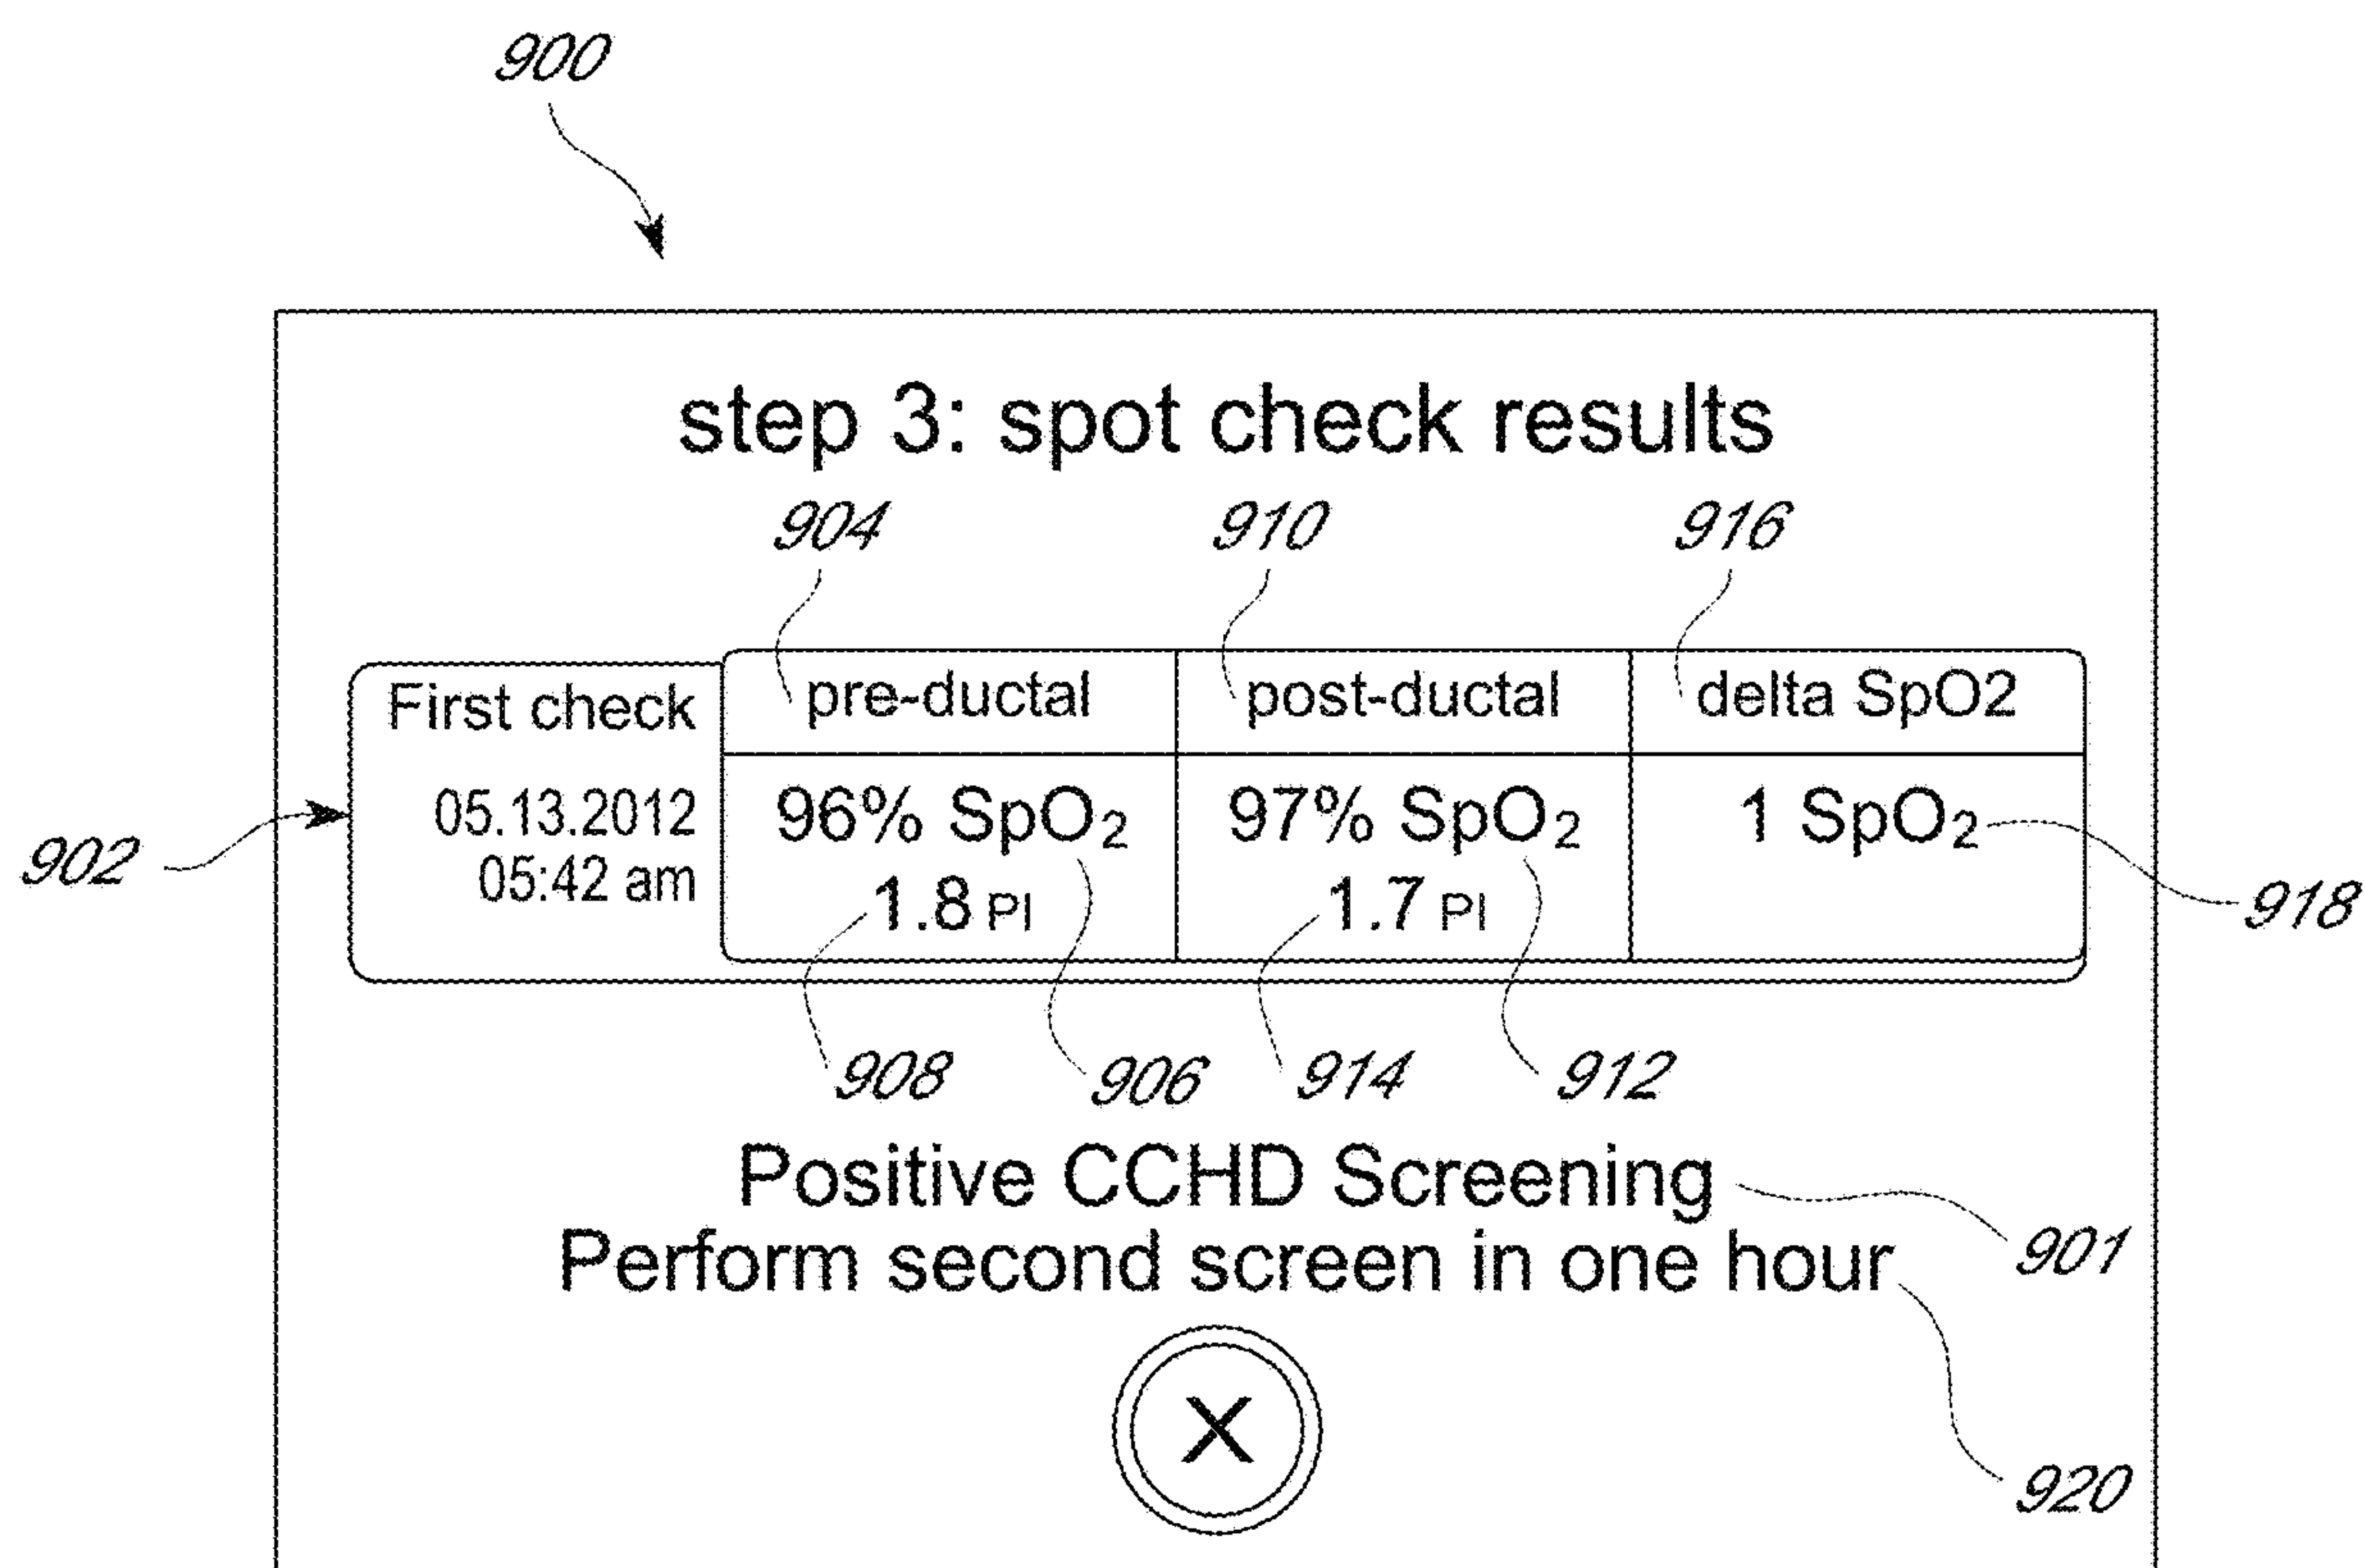 900
step 3: spot check results
904 910 916
First check pre-ductal post-ductal delta SpO2
05.13.2012 96% SpO₂ 97% SpO₂ 1 SpO₂
902 05:42 am 1.8 PI 1.7 PI 918
908 906 914 912
Positive CCHD Screening
Perform second screen in one hour 901
X
920